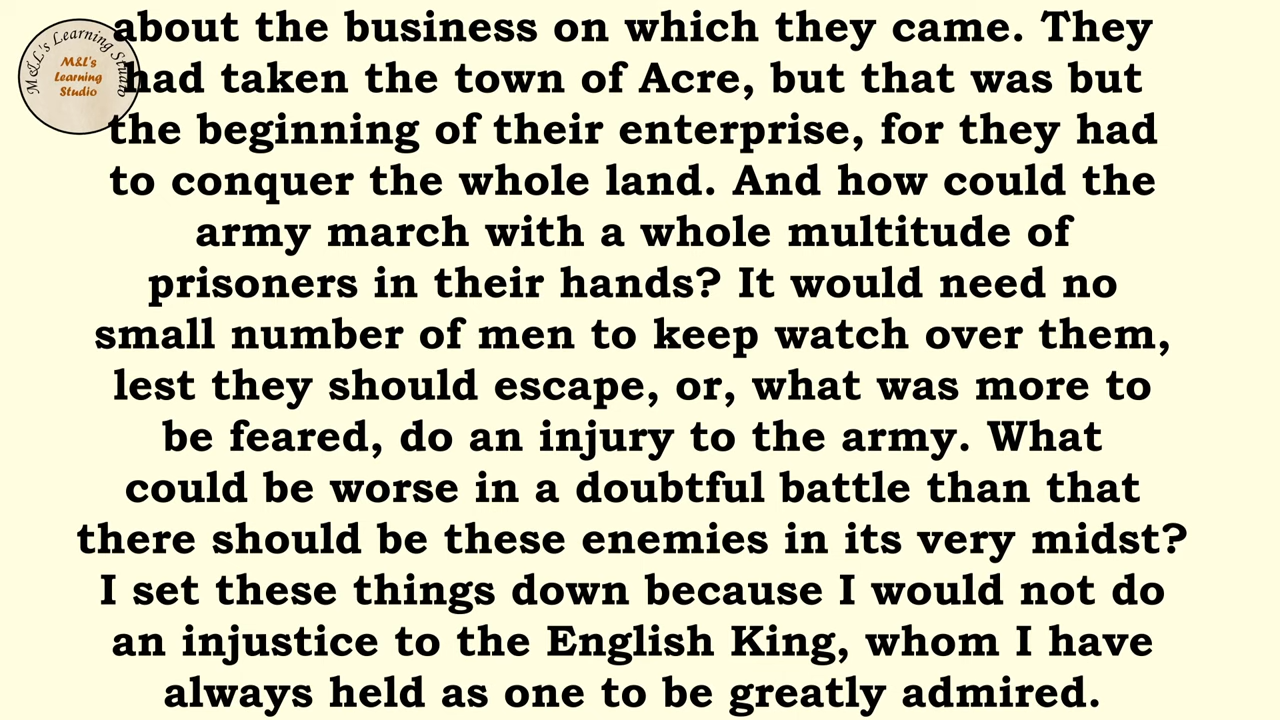 about the business on which they came. They
had taken the town of Acre, but that was but
the beginning of their enterprise, for they had
to conquer the whole land. And how could the
army march with a whole multitude of
prisoners in their hands? It would need no
small number of men to keep watch over them,
lest they should escape, or, what was more to
be feared, do an injury to the army. What
could be worse in a doubtful battle than that
there should be these enemies in its very midst?
I set these things down because I would not do
an injustice to the English King, whom I have
always held as one to be greatly admired.
M&L's Learning Studio
M&L's
Learning
Studio